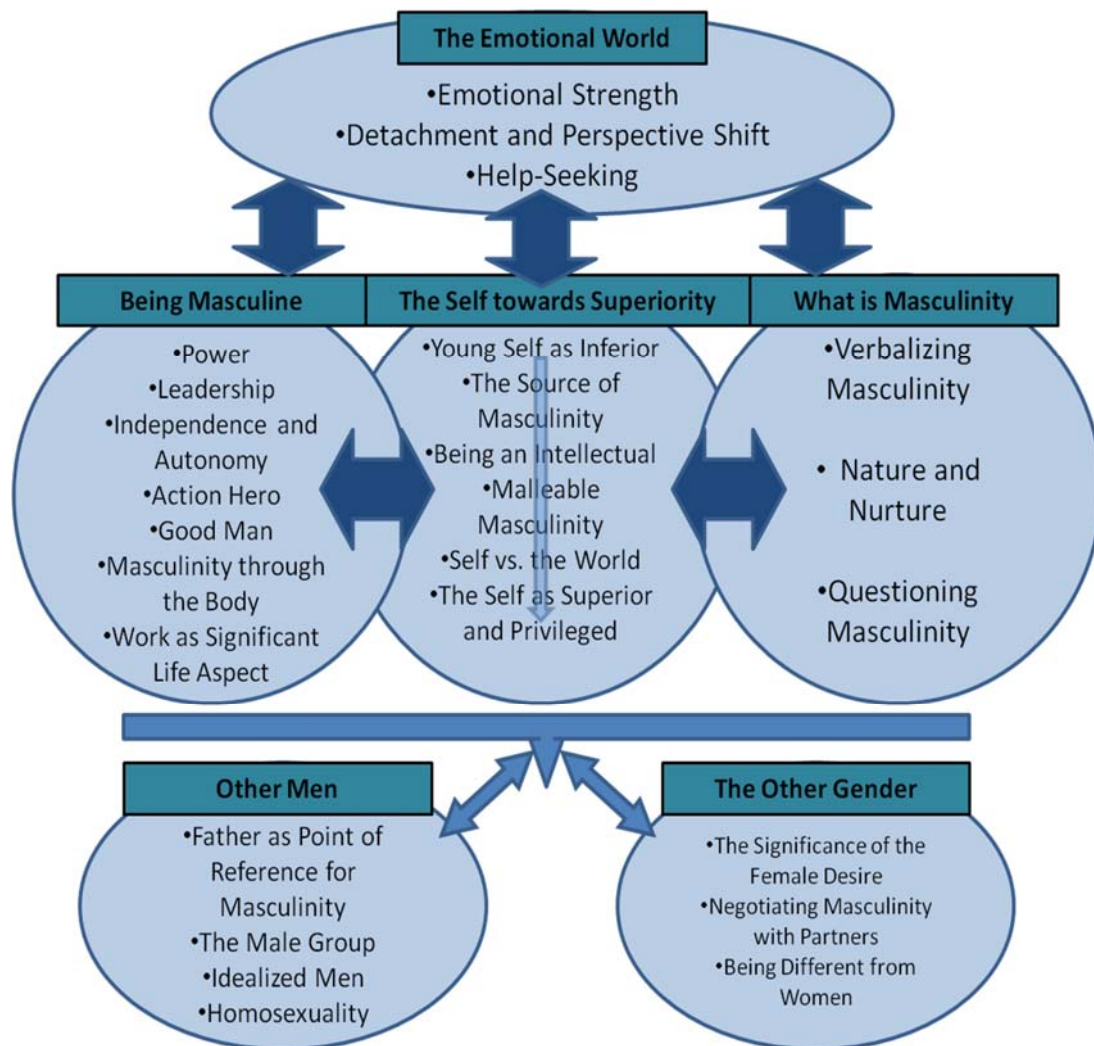 The Emotional World
•Emotional Strength
•Detachment and Perspective Shift
•Help-Seeking
Being Masculine
•Power
•Leadership
•Independence and
Autonomy
•Action Hero
•Good Man
•Masculinity through
the Body
•Work as Significant
Life Aspect
The Self towards Superiority
•Young Self as Inferior
•The Source of
Masculinity
•Being an Intellectual
•Malleable
Masculinity
•Self vs. the World
•The Self as Superior
and Privileged
What is Masculinity
•Verbalizing
Masculinity
• Nature and
Nurture
•Questioning
Masculinity
Other Men
•Father as Point of
Reference for
Masculinity
•The Male Group
•Idealized Men
•Homosexuality
The Other Gender
•The Significance of the
Female Desire
•Negotiating Masculinity
with Partners
•Being Different from
Women